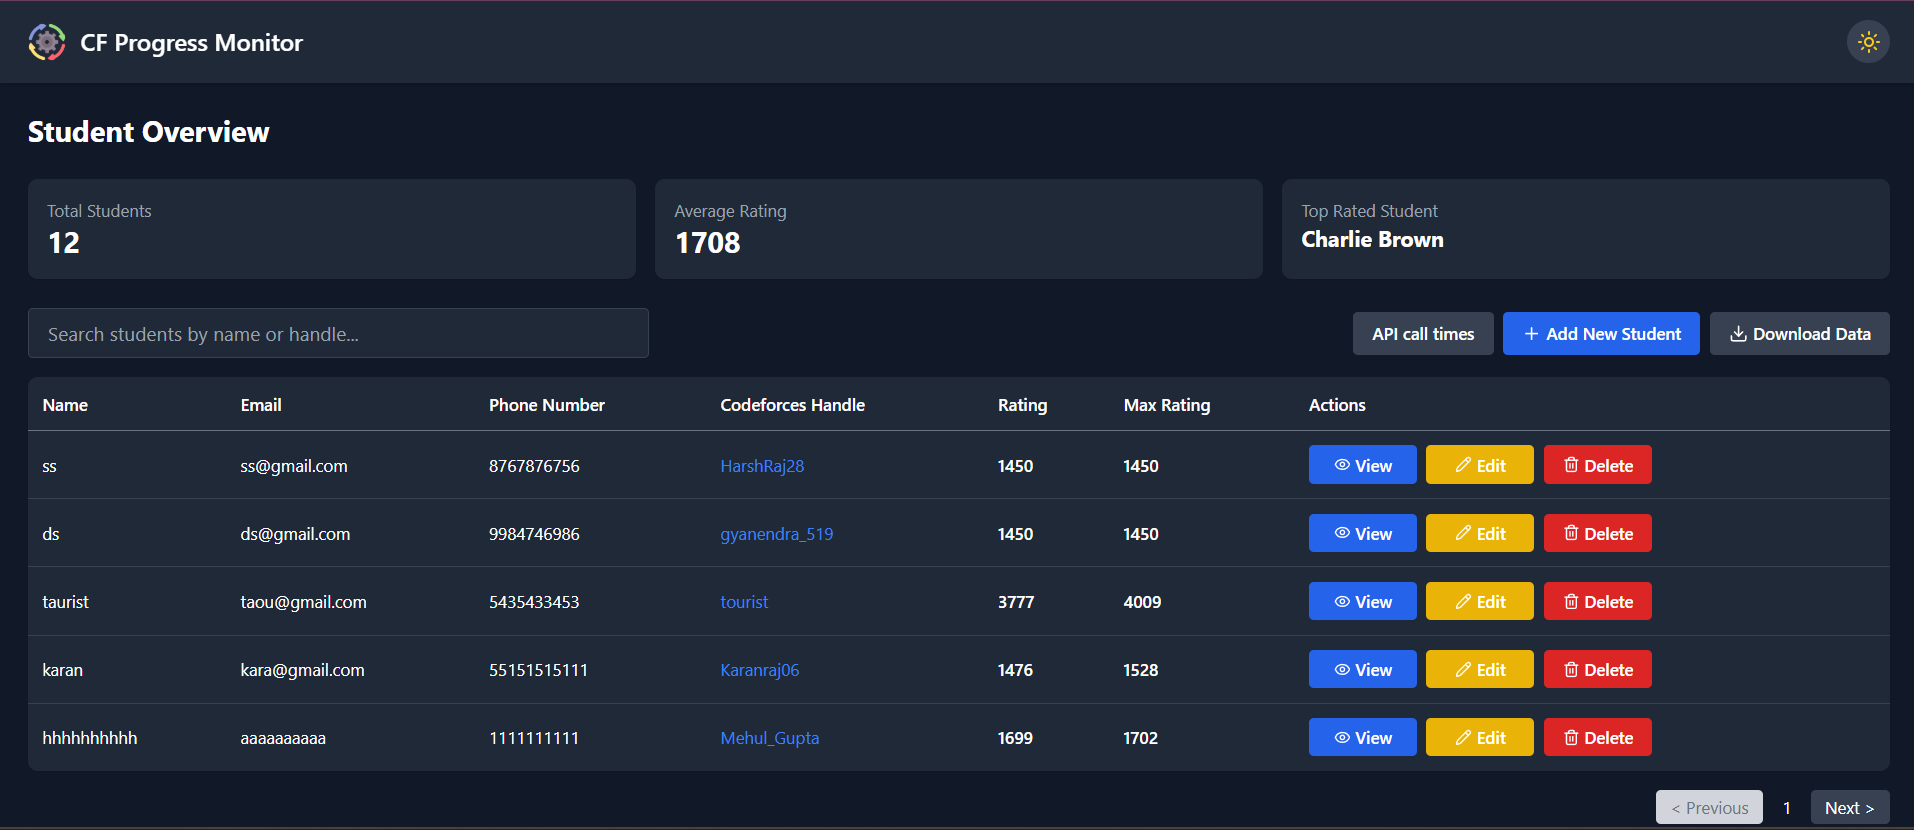 CF Progress Monitor
Student Overview
Total Students
12
Average Rating
1708
Top Rated Student
Charlie Brown
Search students by name or handle...
API call times
+ Add New Student
Download Data
Name Email Phone Number Codeforces Handle Rating Max Rating Actions
ss ss@gmail.com 8767876756 HarshRaj28 1450 1450 View Edit Delete
ds ds@gmail.com 9984746986 gyanendra_519 1450 1450 View Edit Delete
taurist taou@gmail.com 5435433453 tourist 3777 4009 View Edit Delete
karan kara@gmail.com 55151515111 Karanraj06 1476 1528 View Edit Delete
hhhhhhhhhh aaaaaaaaaa 1111111111 Mehul_Gupta 1699 1702 View Edit Delete
< Previous 1 Next >